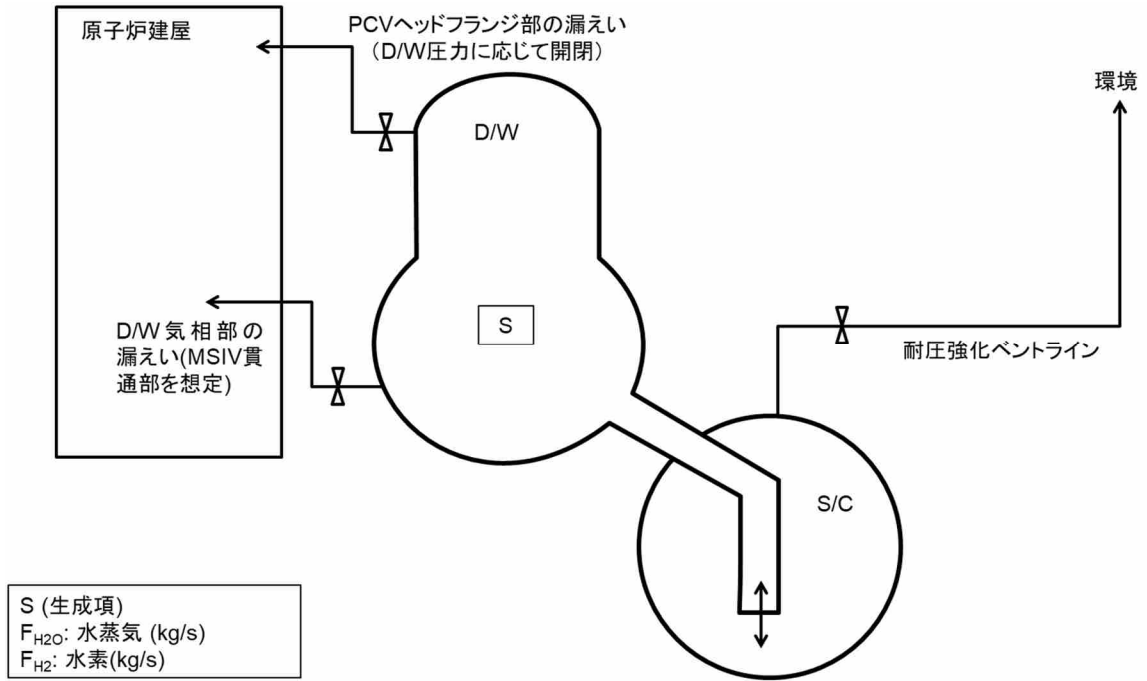 原子炉建屋
PCVヘッドフランジ部の漏えい
(D/W圧力に応じて開閉)
D/W
環境
D/W気相部の
漏えい(MSIV貫
通部を想定)
S
耐圧強化ベントライン
S/C
S (生成項)
F_H2O: 水蒸気 (kg/s)
F_H2: 水素(kg/s)